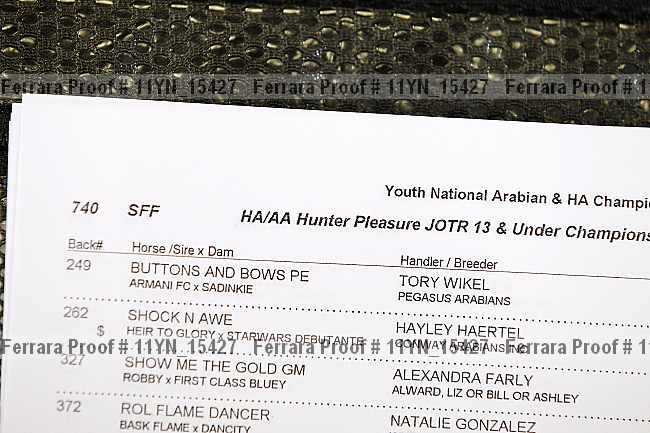 Ferrara Proof # 11YN_15427 Ferrara Proof # 11YN_15427 Ferrara Proof # 1
Youth National Arabian & HA
740 SFF HA/AA Hunter Pleasure JOTR 13 & Under
Back# Horse /Sire x Dam Handler / Breeder
249 BUTTONS AND BOWS PE TORY WIKEL
ARMANI FC x SADINKIE PEGASUS ARABIANS
262 SHOCK N AWE HAYLEY HAERTEL
$ HEIR TO GLORY x STARWARS DEBUTANTE CONWAY ARABIANS INC
Ferrara Proof # 11YN_15427 Ferrara Proof # 11YN_15427 Ferrara Proof # 1
327 SHOW ME THE GOLD GM ALEXANDRA FARLY
ROBBY x FIRST CLASS BLUEY ALWARD, LIZ OR BILL OR ASHLEY
372 ROL FLAME DANCER NATALIE GONZALEZ
BASK FLAME x DANCITY